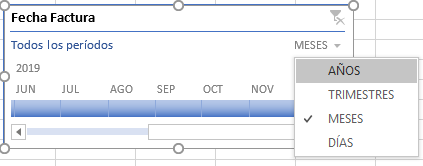 Fecha Factura
Todos los períodos MESES
2019
JUN JUL AGO SEP OCT NOV
AÑOS
TRIMESTRES
MESES
DÍAS